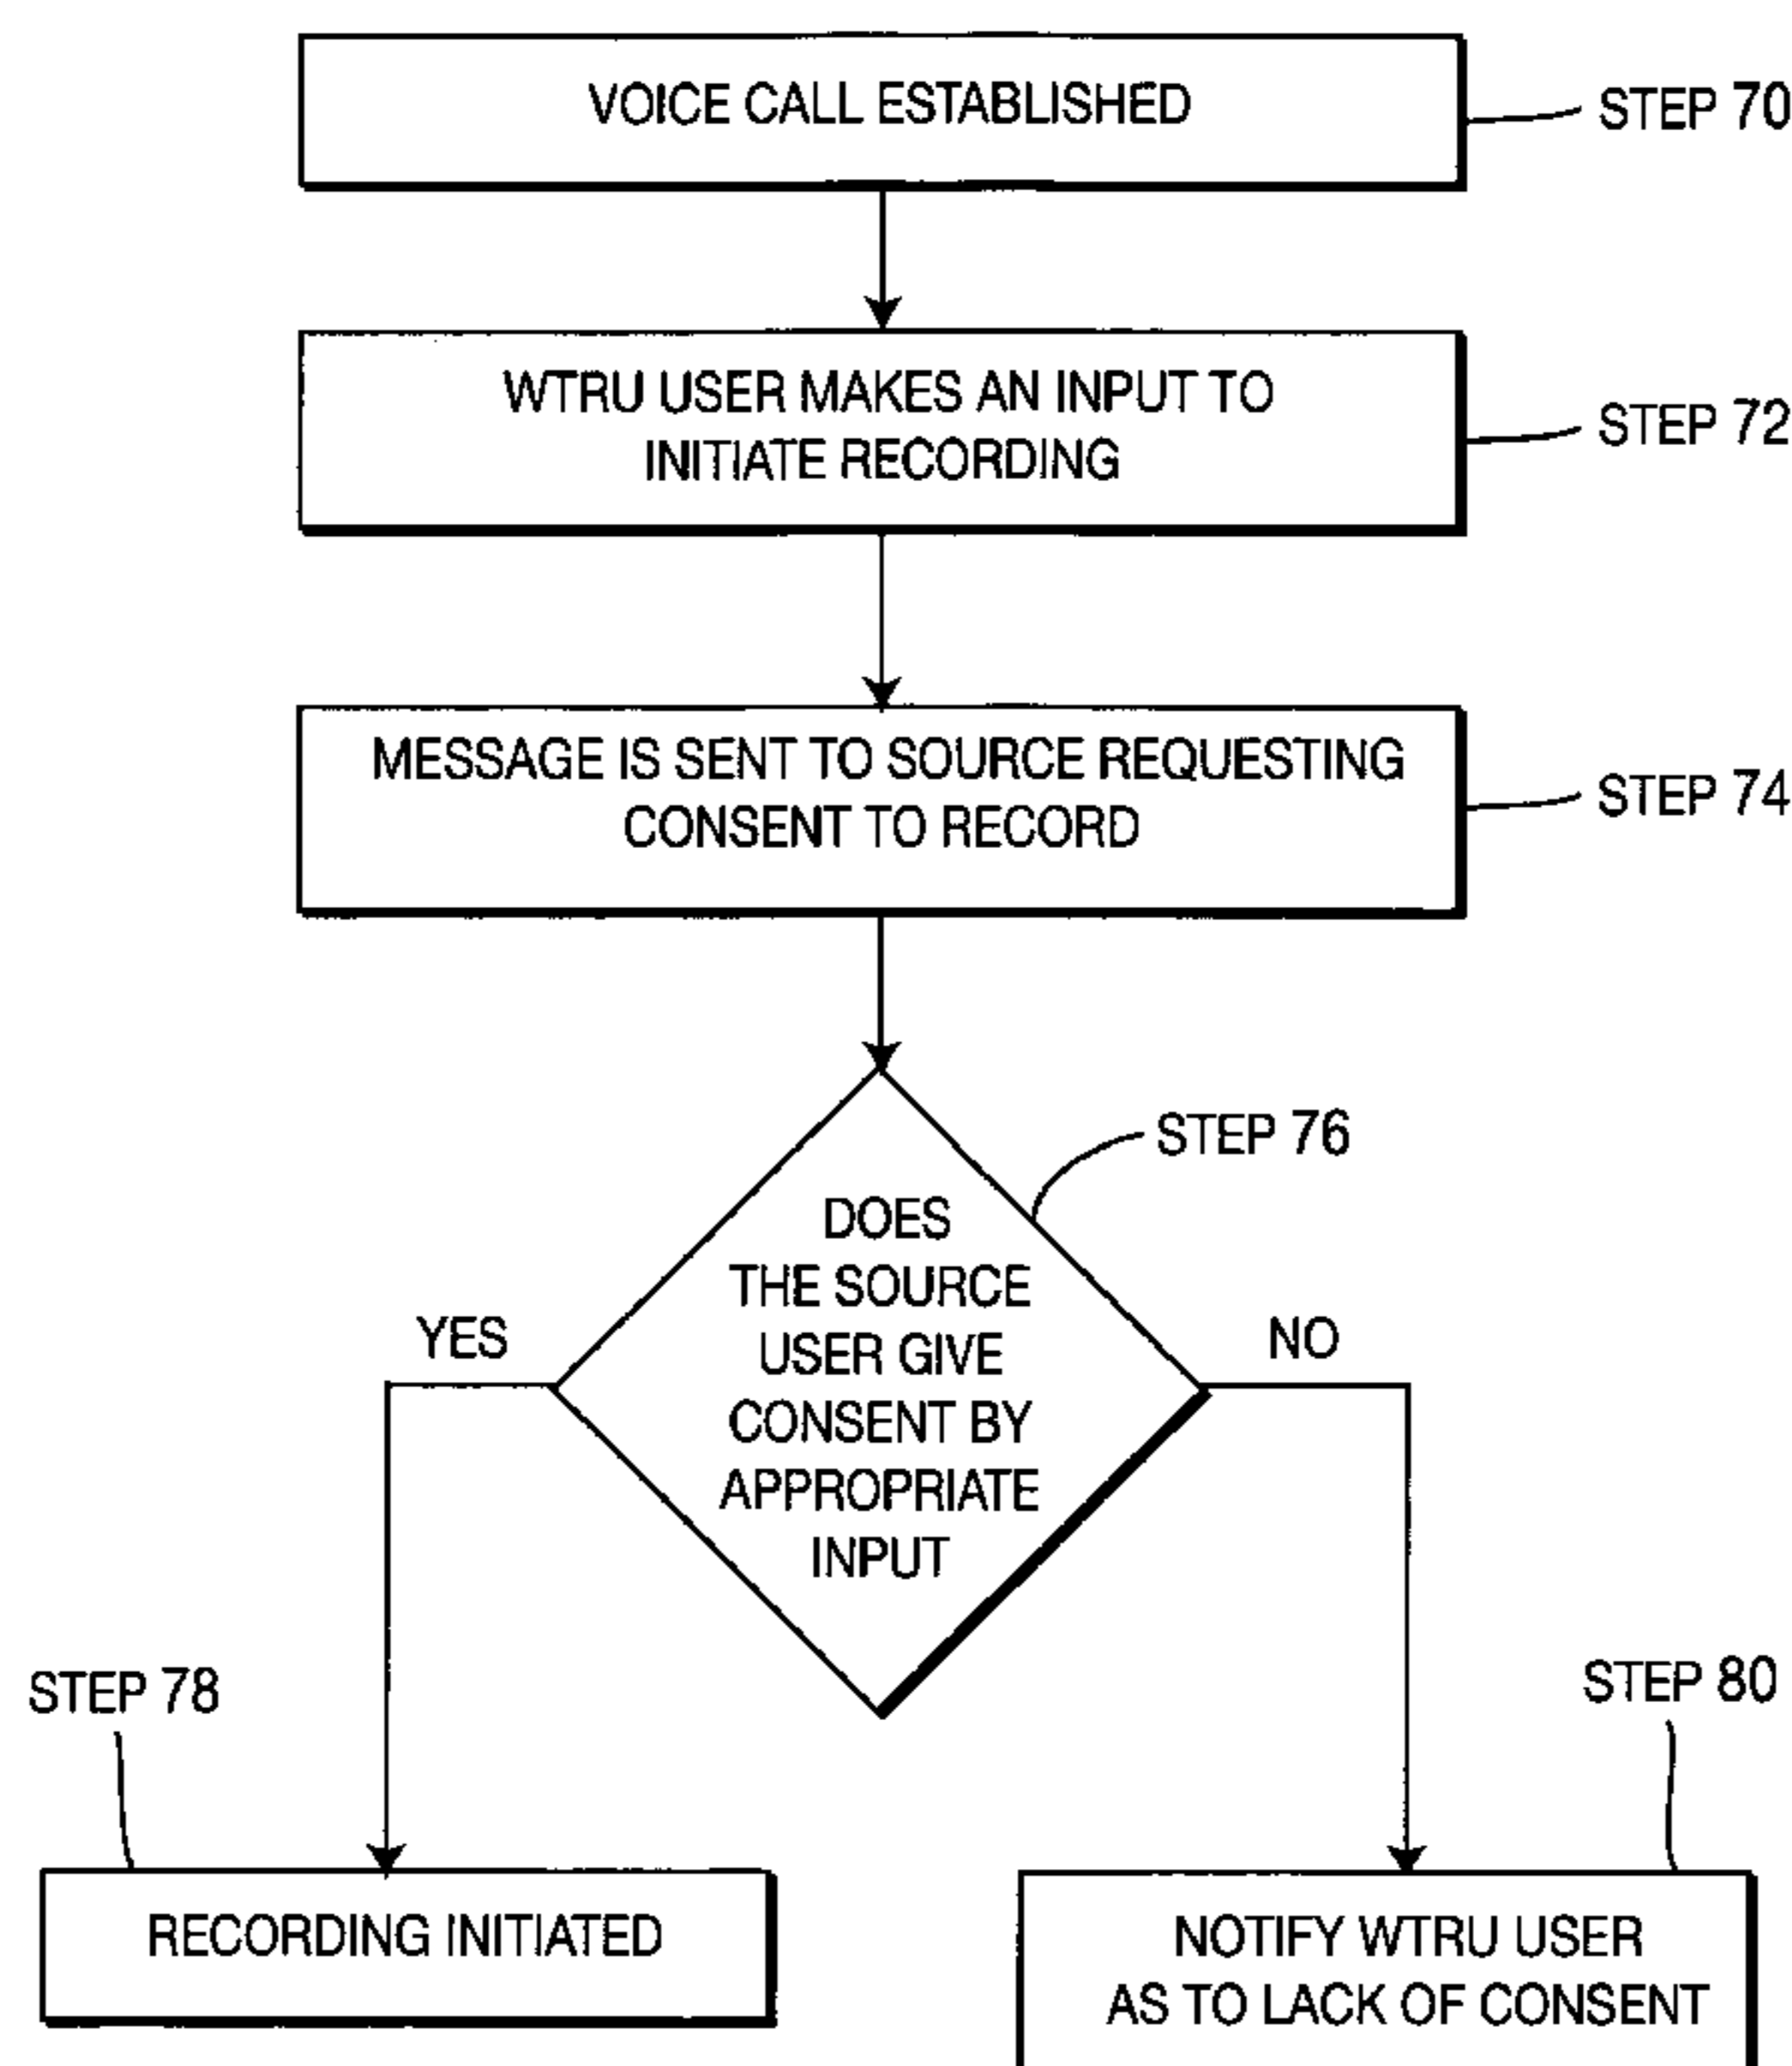 VOICE CALL ESTABLISHED
STEP 70
WTRU USER MAKES AN INPUT TO
INITIATE RECORDING
STEP 72
MESSAGE IS SENT TO SOURCE REQUESTING
CONSENT TO RECORD
STEP 74
STEP 76
DOES
THE SOURCE
USER GIVE
CONSENT BY
APPROPRIATE
INPUT
YES
NO
STEP 78
STEP 80
RECORDING INITIATED
NOTIFY WTRU USER
AS TO LACK OF CONSENT